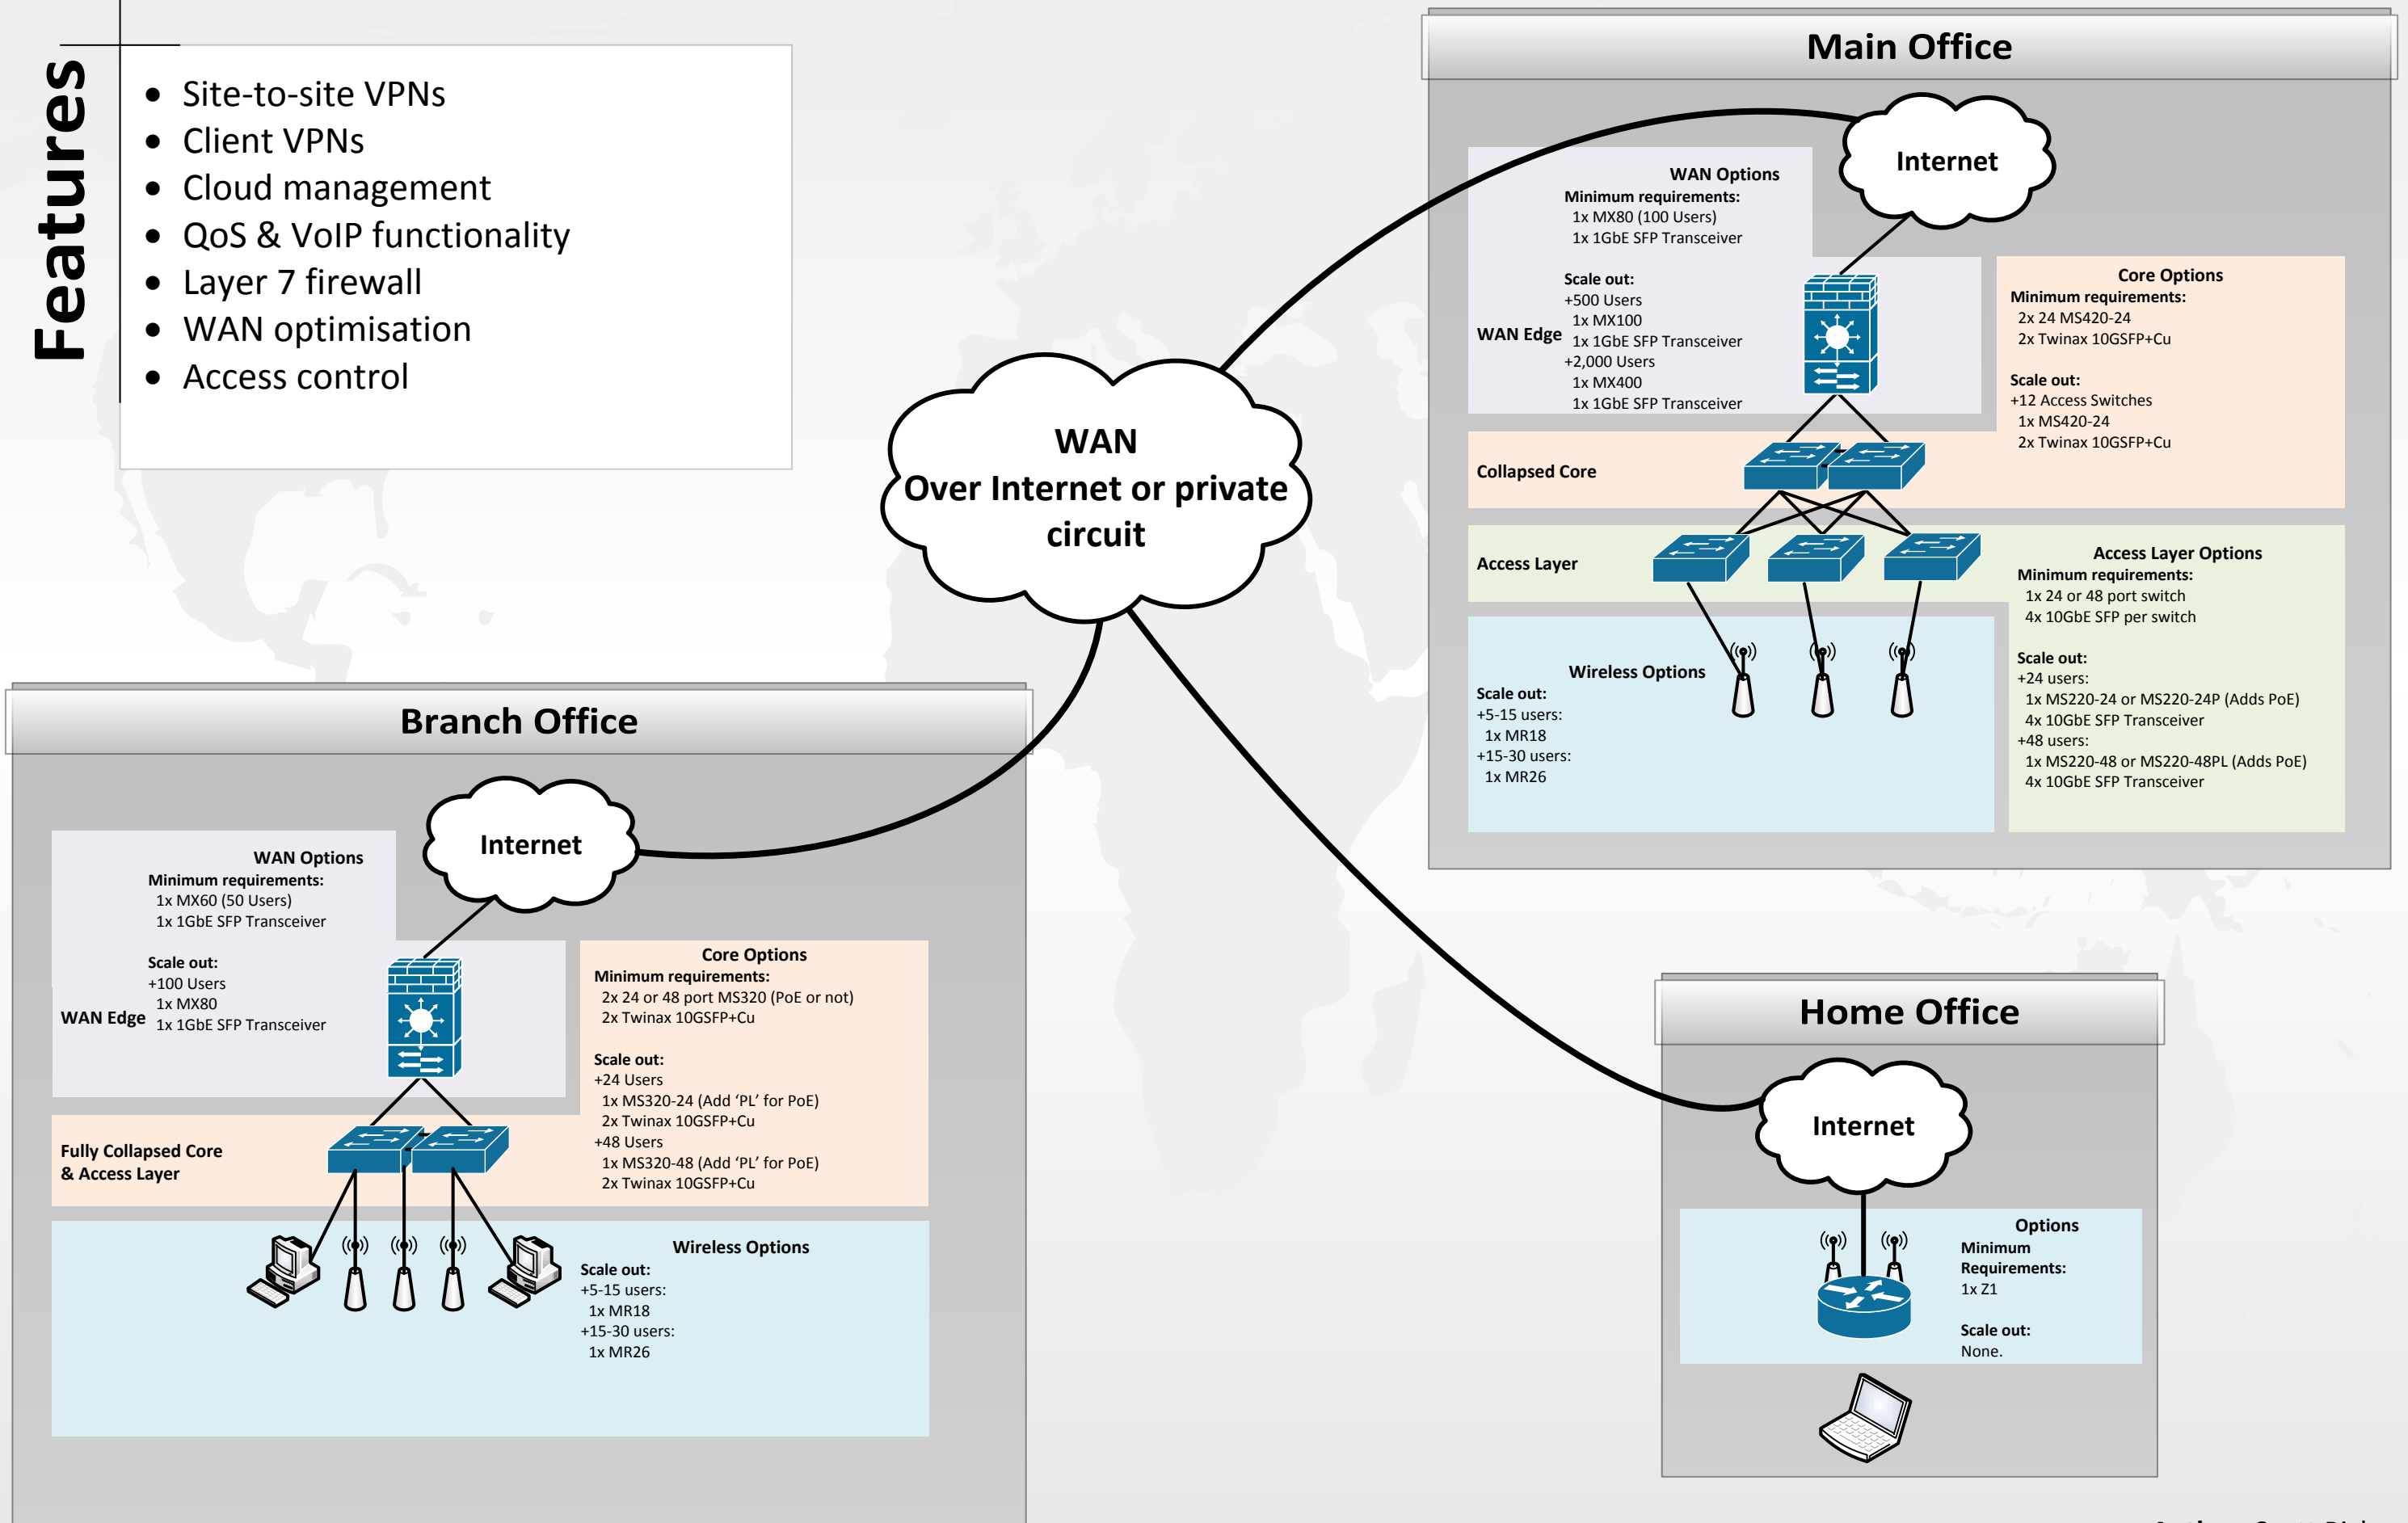 Features
• Site-to-site VPNs
• Client VPNs
• Cloud management
• QoS & VoIP functionality
• Layer 7 firewall
• WAN optimisation
• Access control
WAN
Over Internet or private
circuit
Main Office
Internet
WAN Options
Minimum requirements:
1x MX80 (100 Users)
1x 1GbE SFP Transceiver
Scale out:
+500 Users
1x MX100
1x 1GbE SFP Transceiver
+2,000 Users
1x MX400
1x 1GbE SFP Transceiver
WAN Edge
Core Options
Minimum requirements:
2x 24 MS420-24
2x Twinax 10GSFP+Cu
Scale out:
+12 Access Switches
1x MS420-24
2x Twinax 10GSFP+Cu
Collapsed Core
Access Layer
Access Layer Options
Minimum requirements:
1x 24 or 48 port switch
4x 10GbE SFP per switch
Scale out:
+24 users:
1x MS220-24 or MS220-24P (Adds PoE)
4x 10GbE SFP Transceiver
+48 users:
1x MS220-48 or MS220-48PL (Adds PoE)
4x 10GbE SFP Transceiver
Wireless Options
Scale out:
+5-15 users:
1x MR18
+15-30 users:
1x MR26
Branch Office
Internet
WAN Options
Minimum requirements:
1x MX60 (50 Users)
1x 1GbE SFP Transceiver
Scale out:
+100 Users
1x MX80
1x 1GbE SFP Transceiver
WAN Edge
Core Options
Minimum requirements:
2x 24 or 48 port MS320 (PoE or not)
2x Twinax 10GSFP+Cu
Scale out:
+24 Users
1x MS320-24 (Add ‘PL’ for PoE)
2x Twinax 10GSFP+Cu
+48 Users
1x MS320-48 (Add ‘PL’ for PoE)
2x Twinax 10GSFP+Cu
Fully Collapsed Core
& Access Layer
Wireless Options
Scale out:
+5-15 users:
1x MR18
+15-30 users:
1x MR26
Home Office
Internet
Options
Minimum
Requirements:
1x Z1
Scale out:
None.